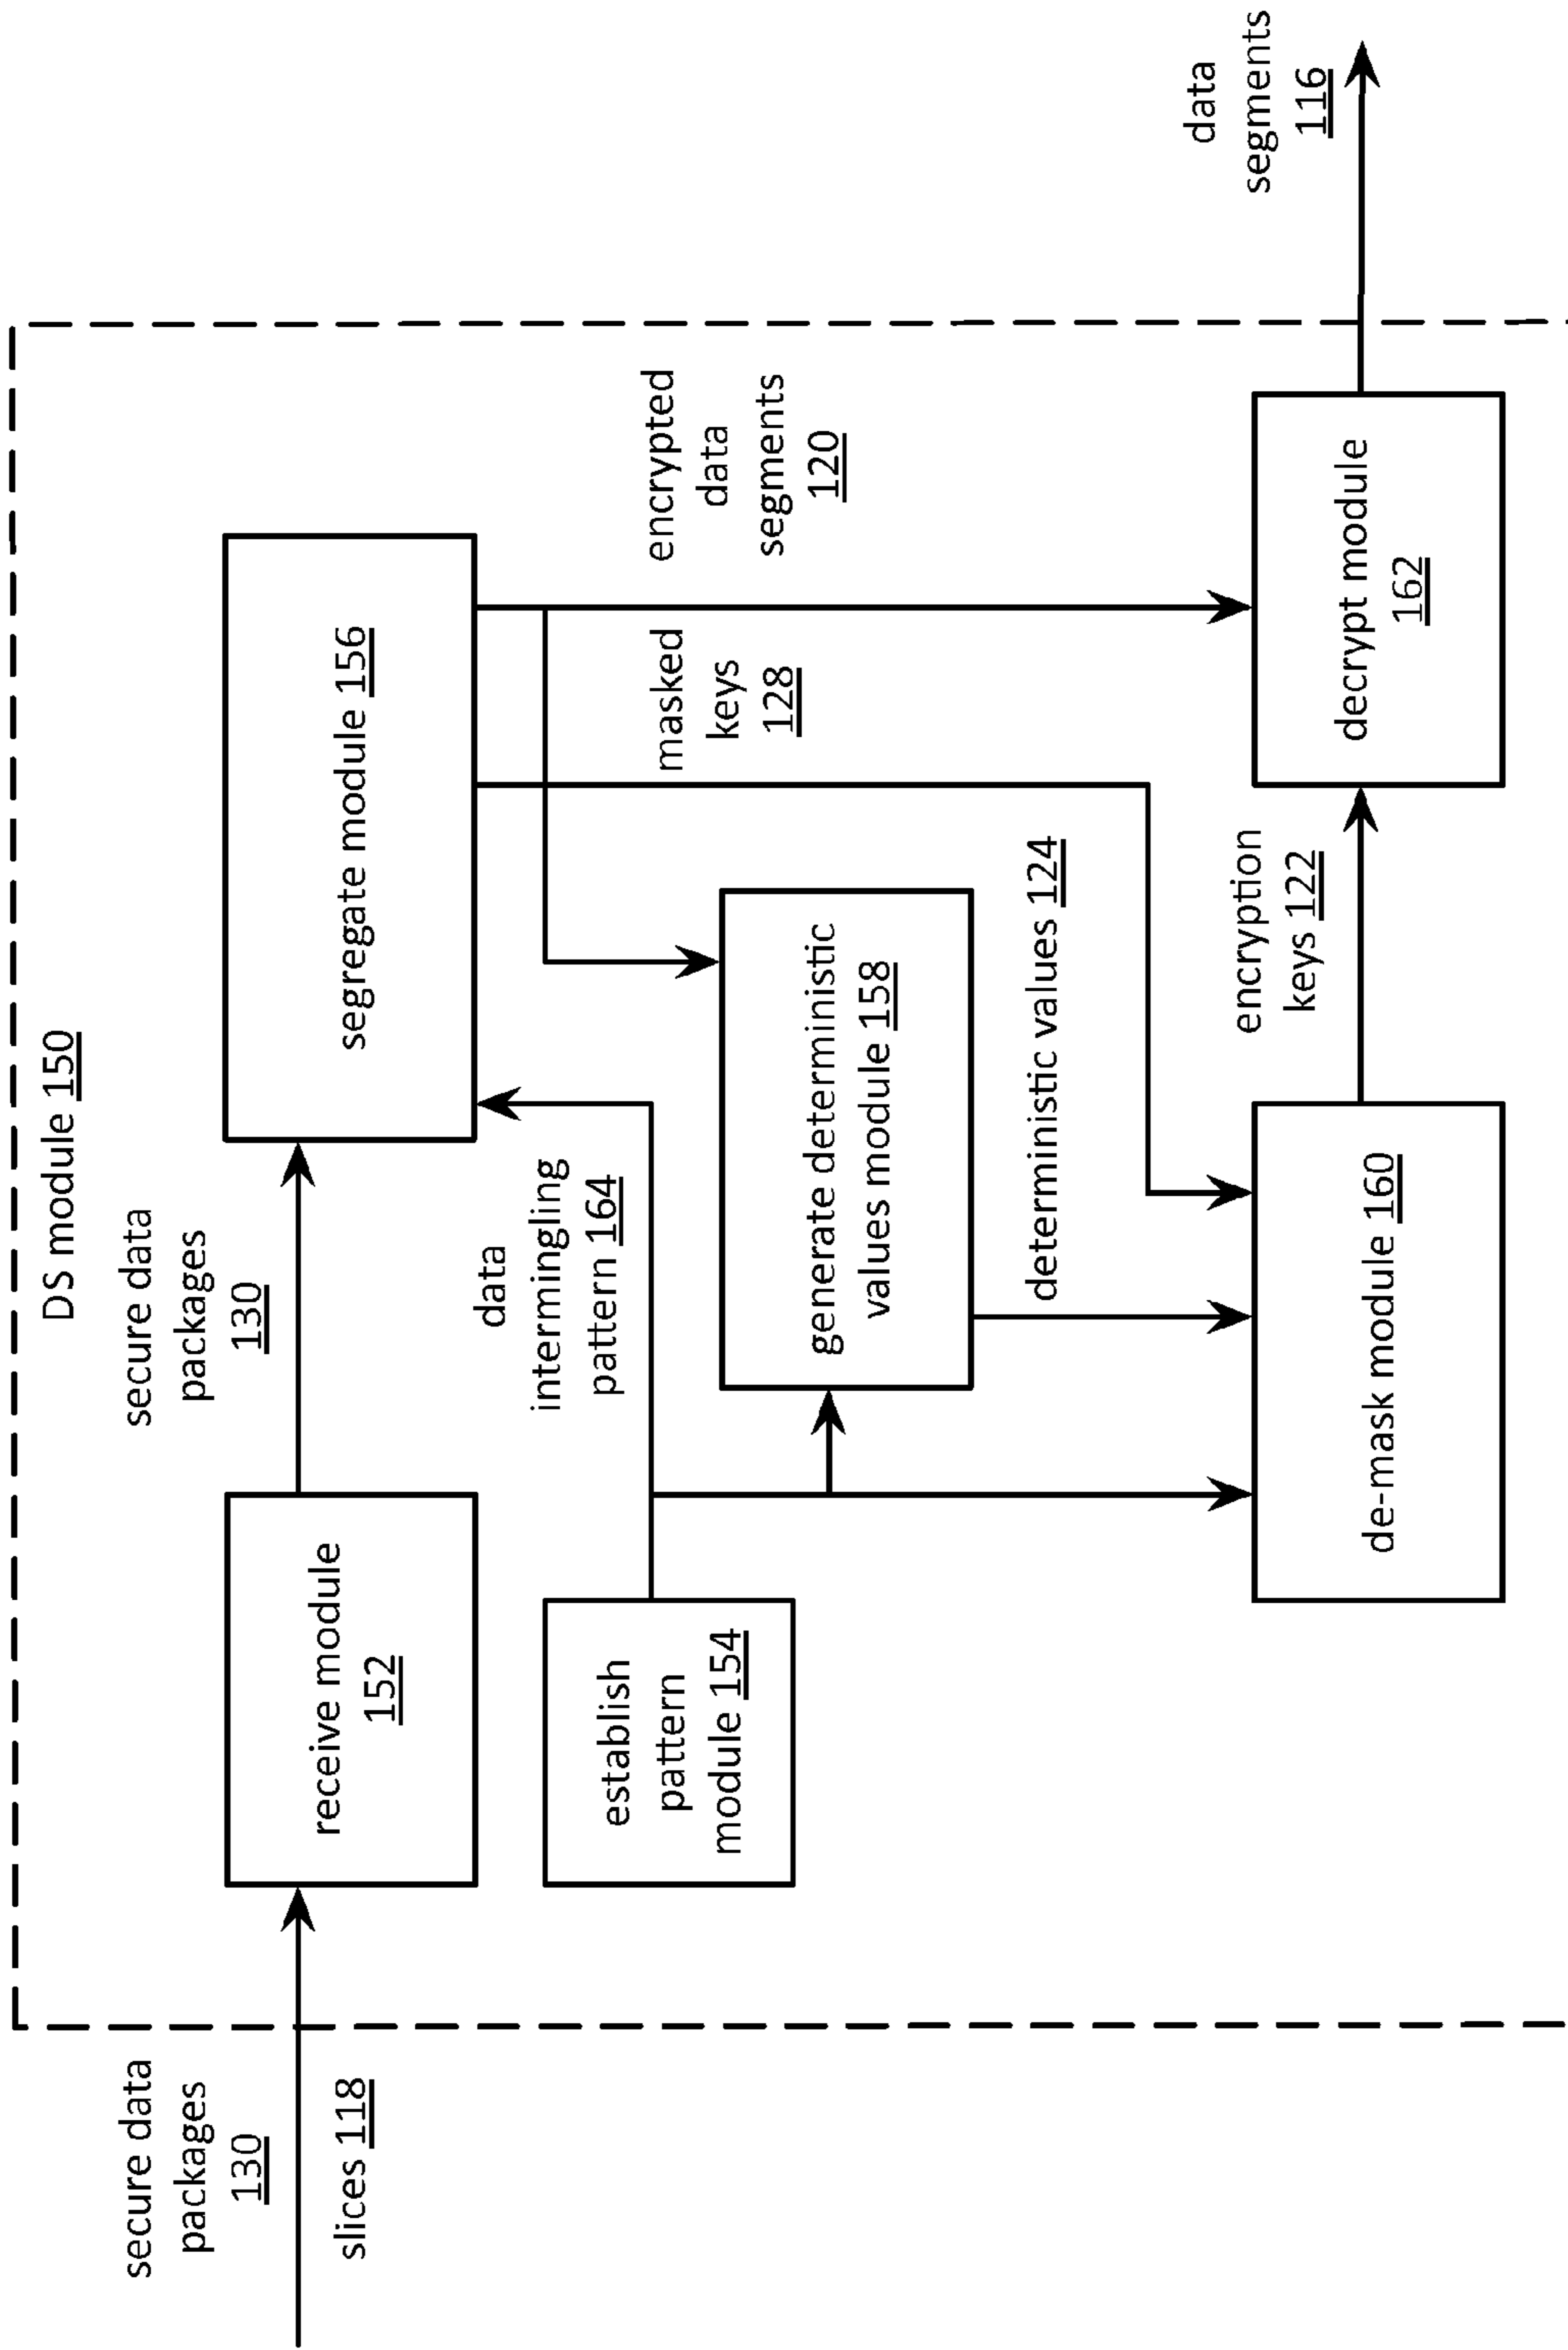 DS module 150
secure data
packages
130
slices 118
receive module
152
secure data
packages
130
segregate module 156
establish
pattern
module 154
data
intermingling
pattern 164
generate deterministic
values module 158
masked
keys
128
encrypted
data
segments
120
deterministic values 124
de-mask module 160
encryption
keys 122
decrypt module
162
data
segments
116